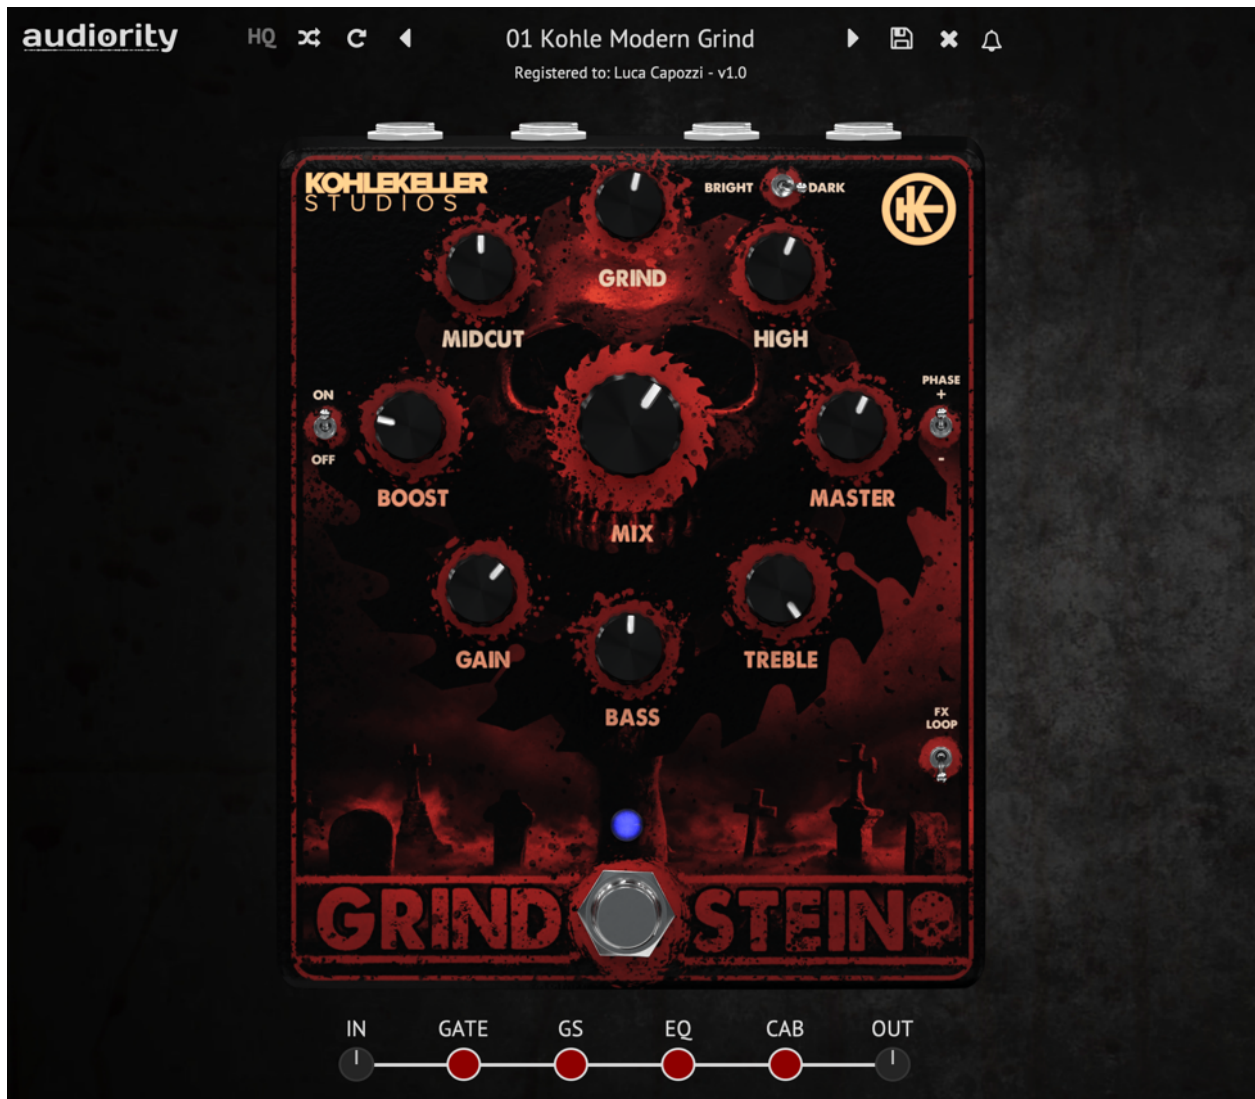 audiority
HQ
01 Kohle Modern Grind
Registered to: Luca Capozzi - v1.0
KOHLEKELLER
STUDIOS
BRIGHT
DARK
GRIND
MIDCUT
HIGH
ON
OFF
PHASE
+
-
BOOST
MASTER
MIX
GAIN
TREBLE
BASS
FX
LOOP
GRIND STEIN
IN
GATE
GS
EQ
CAB
OUT